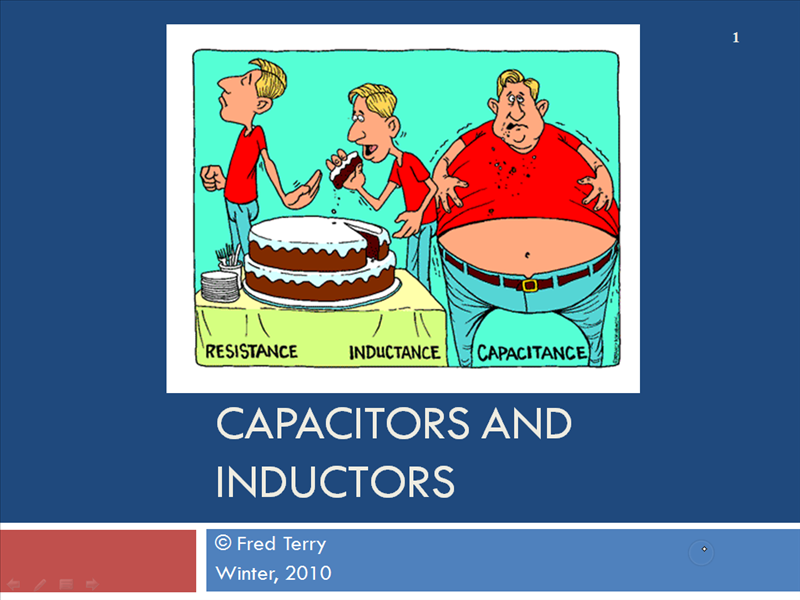 1
RESISTANCE INDUCTANCE CAPACITANCE
CAPACITORS AND
INDUCTORS
© Fred Terry
Winter, 2010